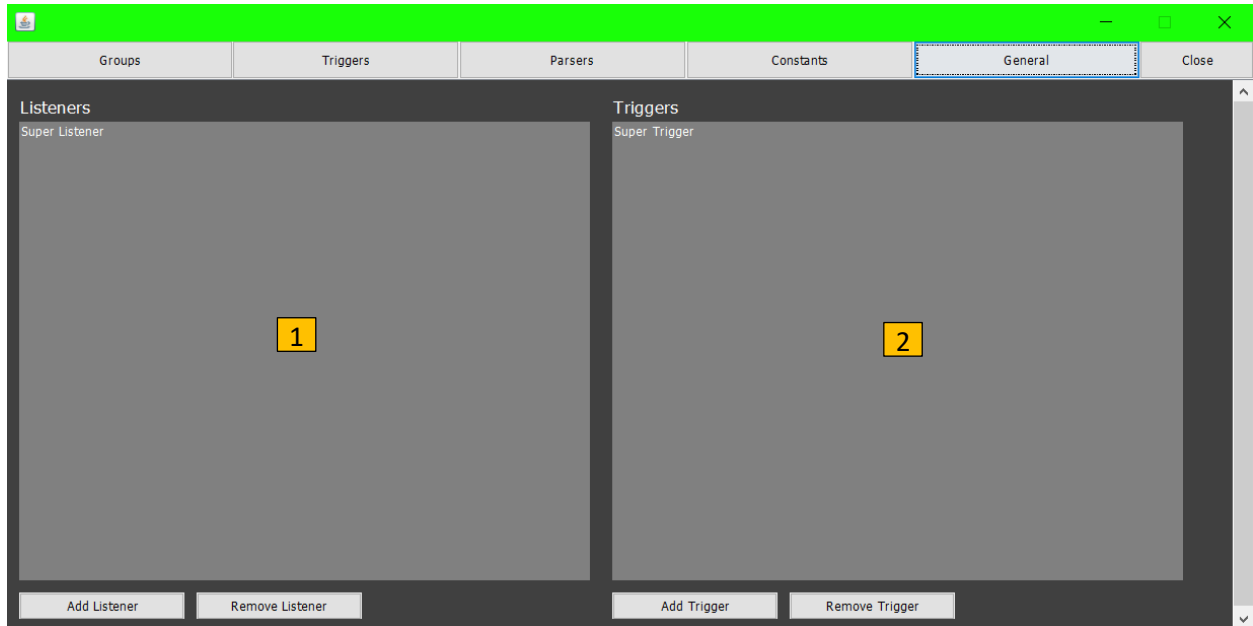 Groups Triggers Parsers Constants General Close
Listeners
Super Listener
1
Add Listener Remove Listener
Triggers
Super Trigger
2
Add Trigger Remove Trigger